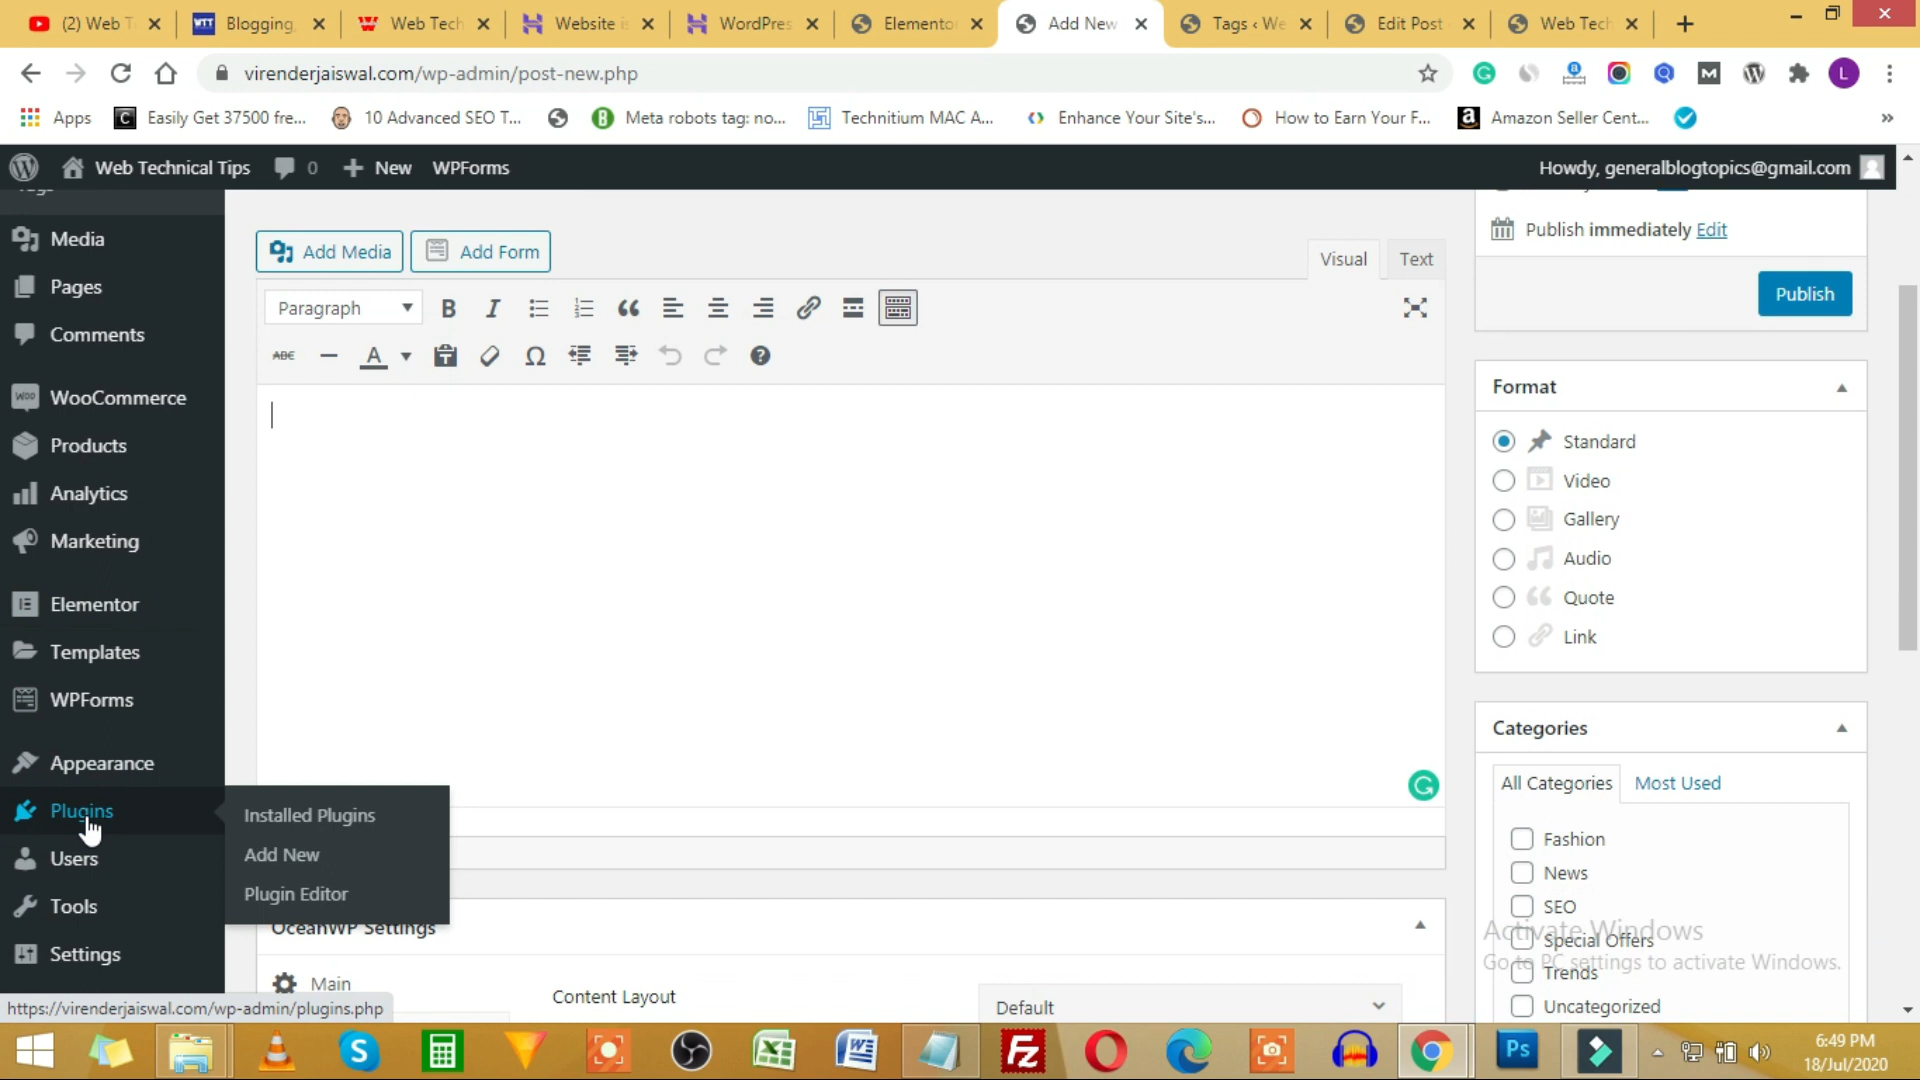 (2) Web T
Blogging,
Web Tech
Website is
WordPres
Elemento
Add New
Tags ‹ We
Edit Post
Web Tech
virenderjaiswal.com/wp-admin/post-new.php
Apps
Easily Get 37500 fre...
10 Advanced SEO T...
Meta robots tag: no...
Technitium MAC A...
Enhance Your Site's...
How to Earn Your F...
Amazon Seller Cent...
»
Web Technical Tips
0
New
WPForms
Howdy, generalblogtopics@gmail.com
Tags
Media
Pages
Comments
WooCommerce
Products
Analytics
Marketing
Elementor
Templates
WPForms
Appearance
Plugins
Users
Tools
Settings
Installed Plugins
Add New
Plugin Editor
Add Media
Add Form
Visual
Text
Paragraph
B
I
ABC
A
Ω
OceanWP Settings
Main
Content Layout
Default
Publish immediately Edit
Publish
Format
Standard
Video
Gallery
Audio
Quote
Link
Categories
All Categories
Most Used
Fashion
News
SEO
Special Offers
Trends
Uncategorized
Activate Windows
Go to PC settings to activate Windows.
https://virenderjaiswal.com/wp-admin/plugins.php
6:49 PM
18/Jul/2020